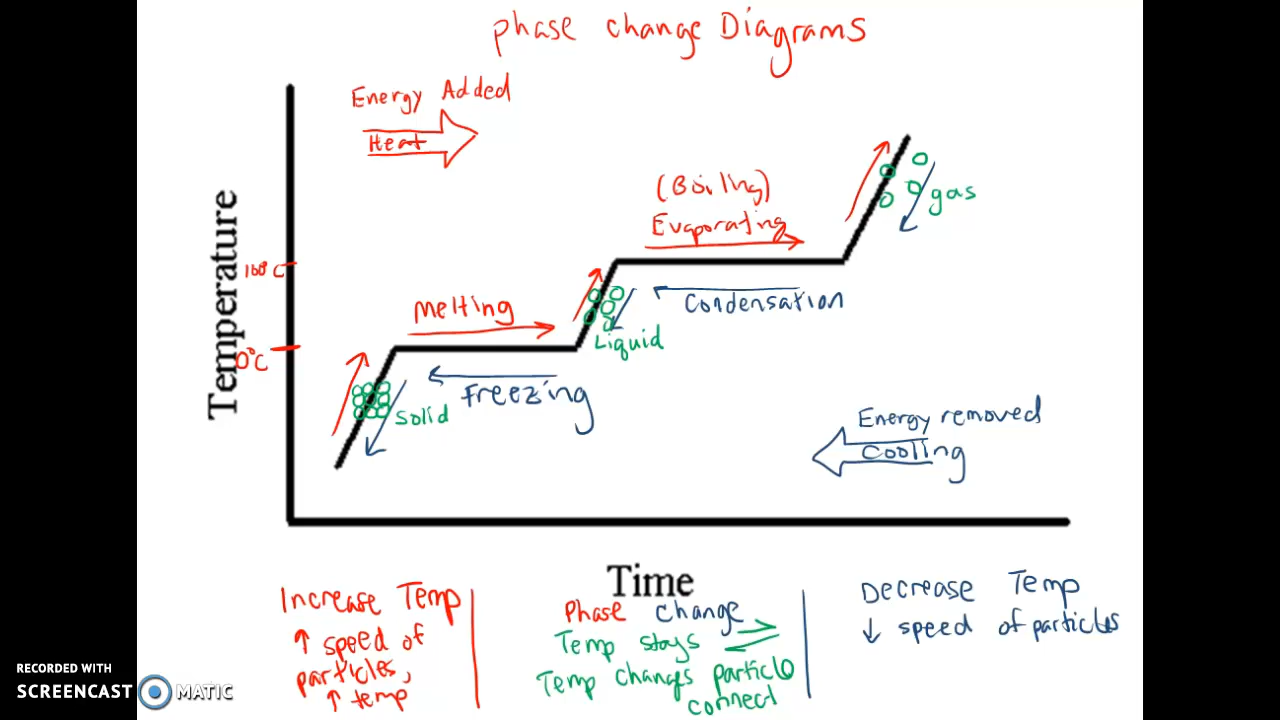 phase change Diagrams
Energy Added
Heat
(Boiling)
Evaporating
gas
Temperature
100°C
Condensation
Melting
Liquid
0°C
Freezing
Solid
Energy removed
Cooling
Time
Increase Temp
↑ speed of
particles,
↑ temp
Phase change
Temp stays =
Temp changes particle
connect
Decrease Temp
↓ speed of particles
RECORDED WITH
SCREENCAST MATIC